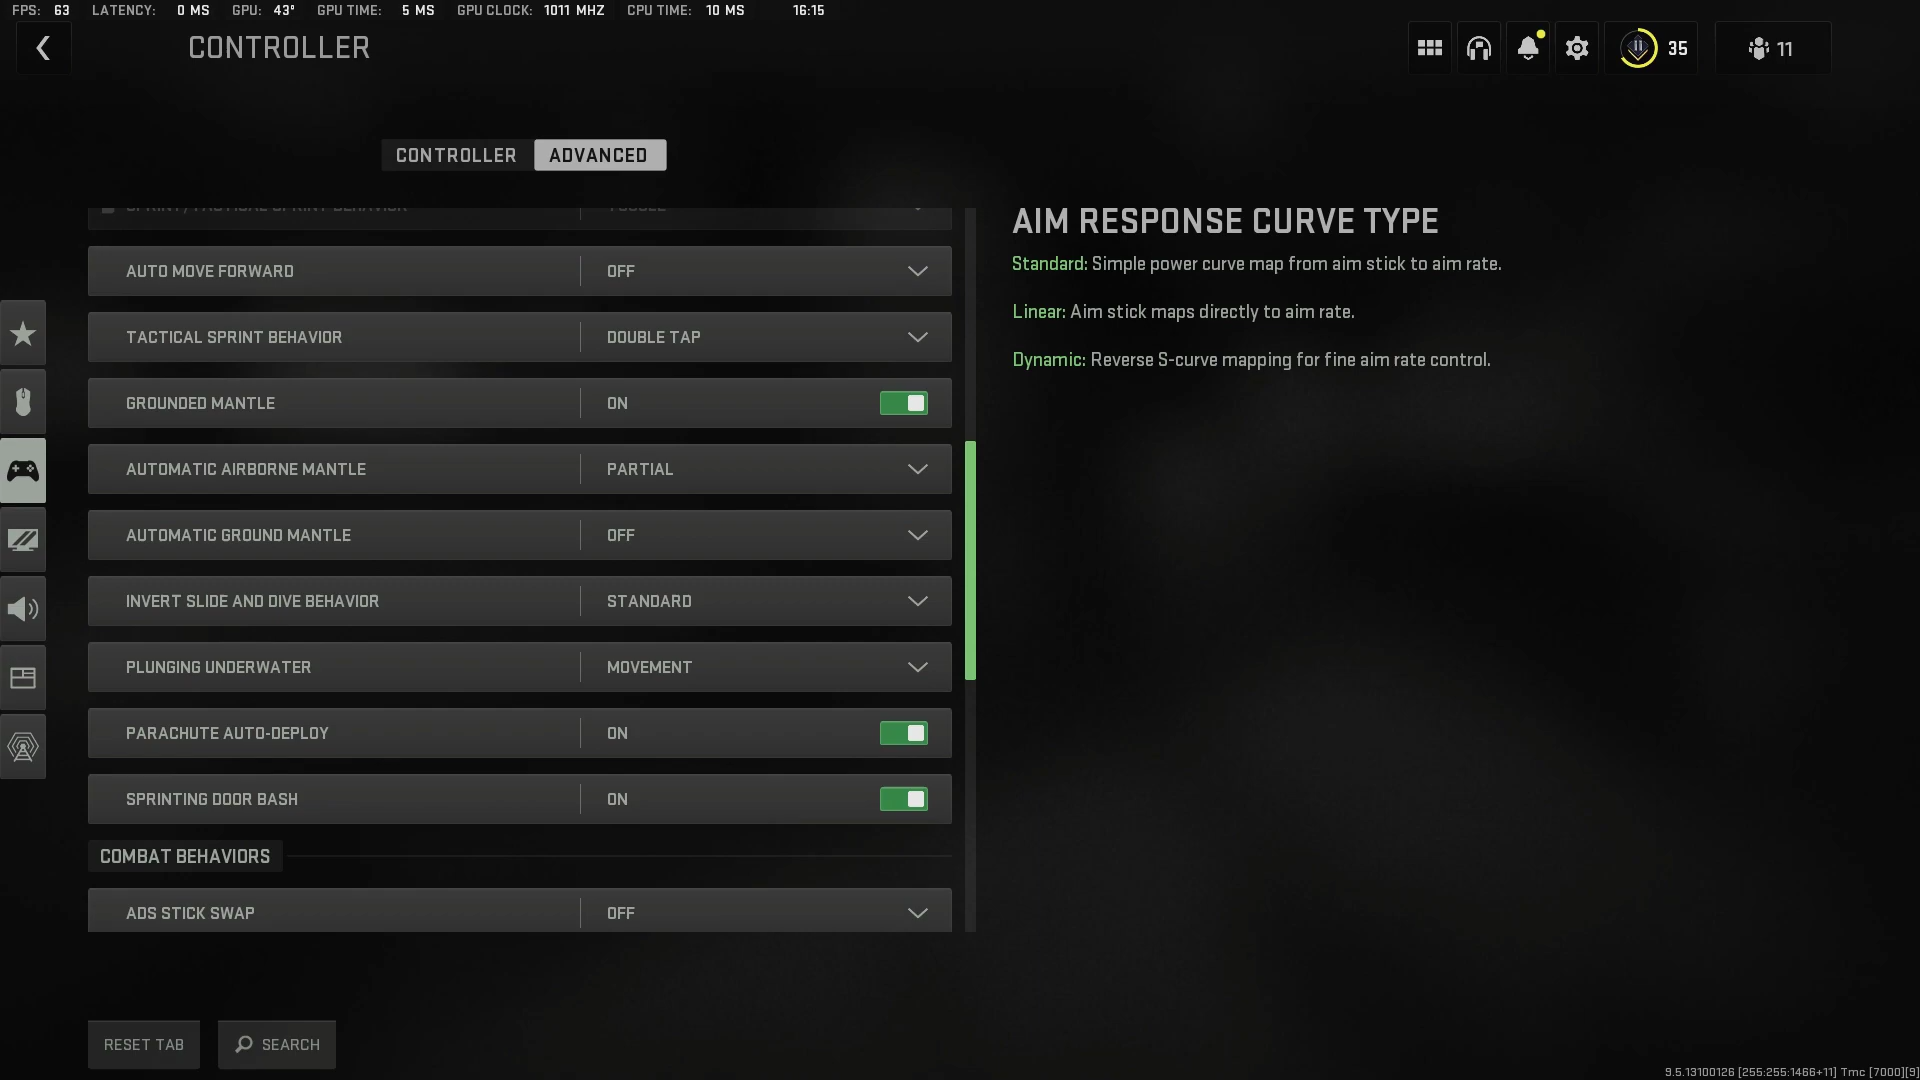 FPS: 63 LATENCY: 0 MS GPU: 43° GPU TIME: 5 MS GPU CLOCK: 1011 MHZ CPU TIME: 10 MS 16:15
CONTROLLER
35
11
CONTROLLER ADVANCED
SPRINT/TACTICAL SPRINT BEHAVIOR TOGGLE
AUTO MOVE FORWARD OFF
TACTICAL SPRINT BEHAVIOR DOUBLE TAP
GROUNDED MANTLE ON
AUTOMATIC AIRBORNE MANTLE PARTIAL
AUTOMATIC GROUND MANTLE OFF
INVERT SLIDE AND DIVE BEHAVIOR STANDARD
PLUNGING UNDERWATER MOVEMENT
PARACHUTE AUTO-DEPLOY ON
SPRINTING DOOR BASH ON
COMBAT BEHAVIORS
ADS STICK SWAP OFF
AIM RESPONSE CURVE TYPE
Standard: Simple power curve map from aim stick to aim rate.
Linear: Aim stick maps directly to aim rate.
Dynamic: Reverse S-curve mapping for fine aim rate control.
RESET TAB SEARCH
9.5.13100126 [255:255:1466+11] Tmc [7000][9]